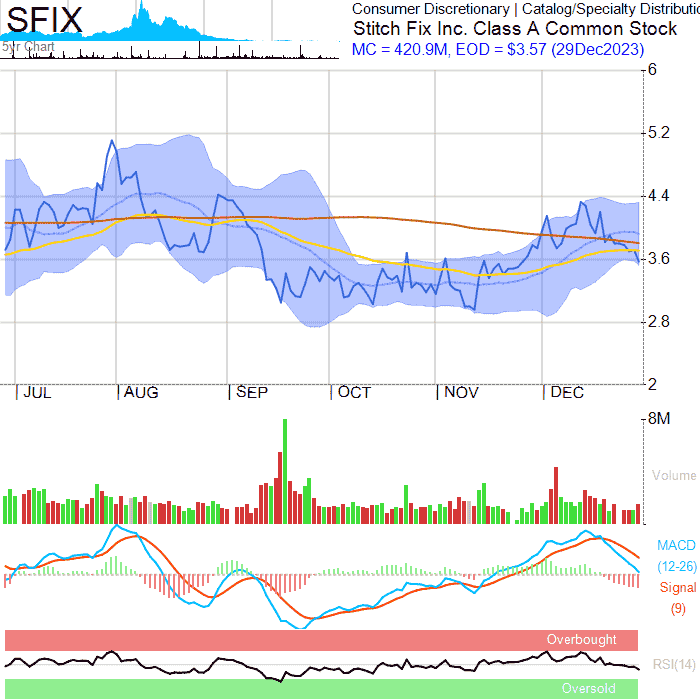 SFIX
Consumer Discretionary | Catalog/Specialty Distributio
Stitch Fix Inc. Class A Common Stock
5yr Chart
MC = 420.9M, EOD = $3.57 (29Dec2023)
6
5.2
4.4
3.6
2.8
2
JUL AUG SEP OCT NOV DEC
8M
Volume
MACD
(12-26)
Signal
(9)
Overbought
RSI(14)
Oversold